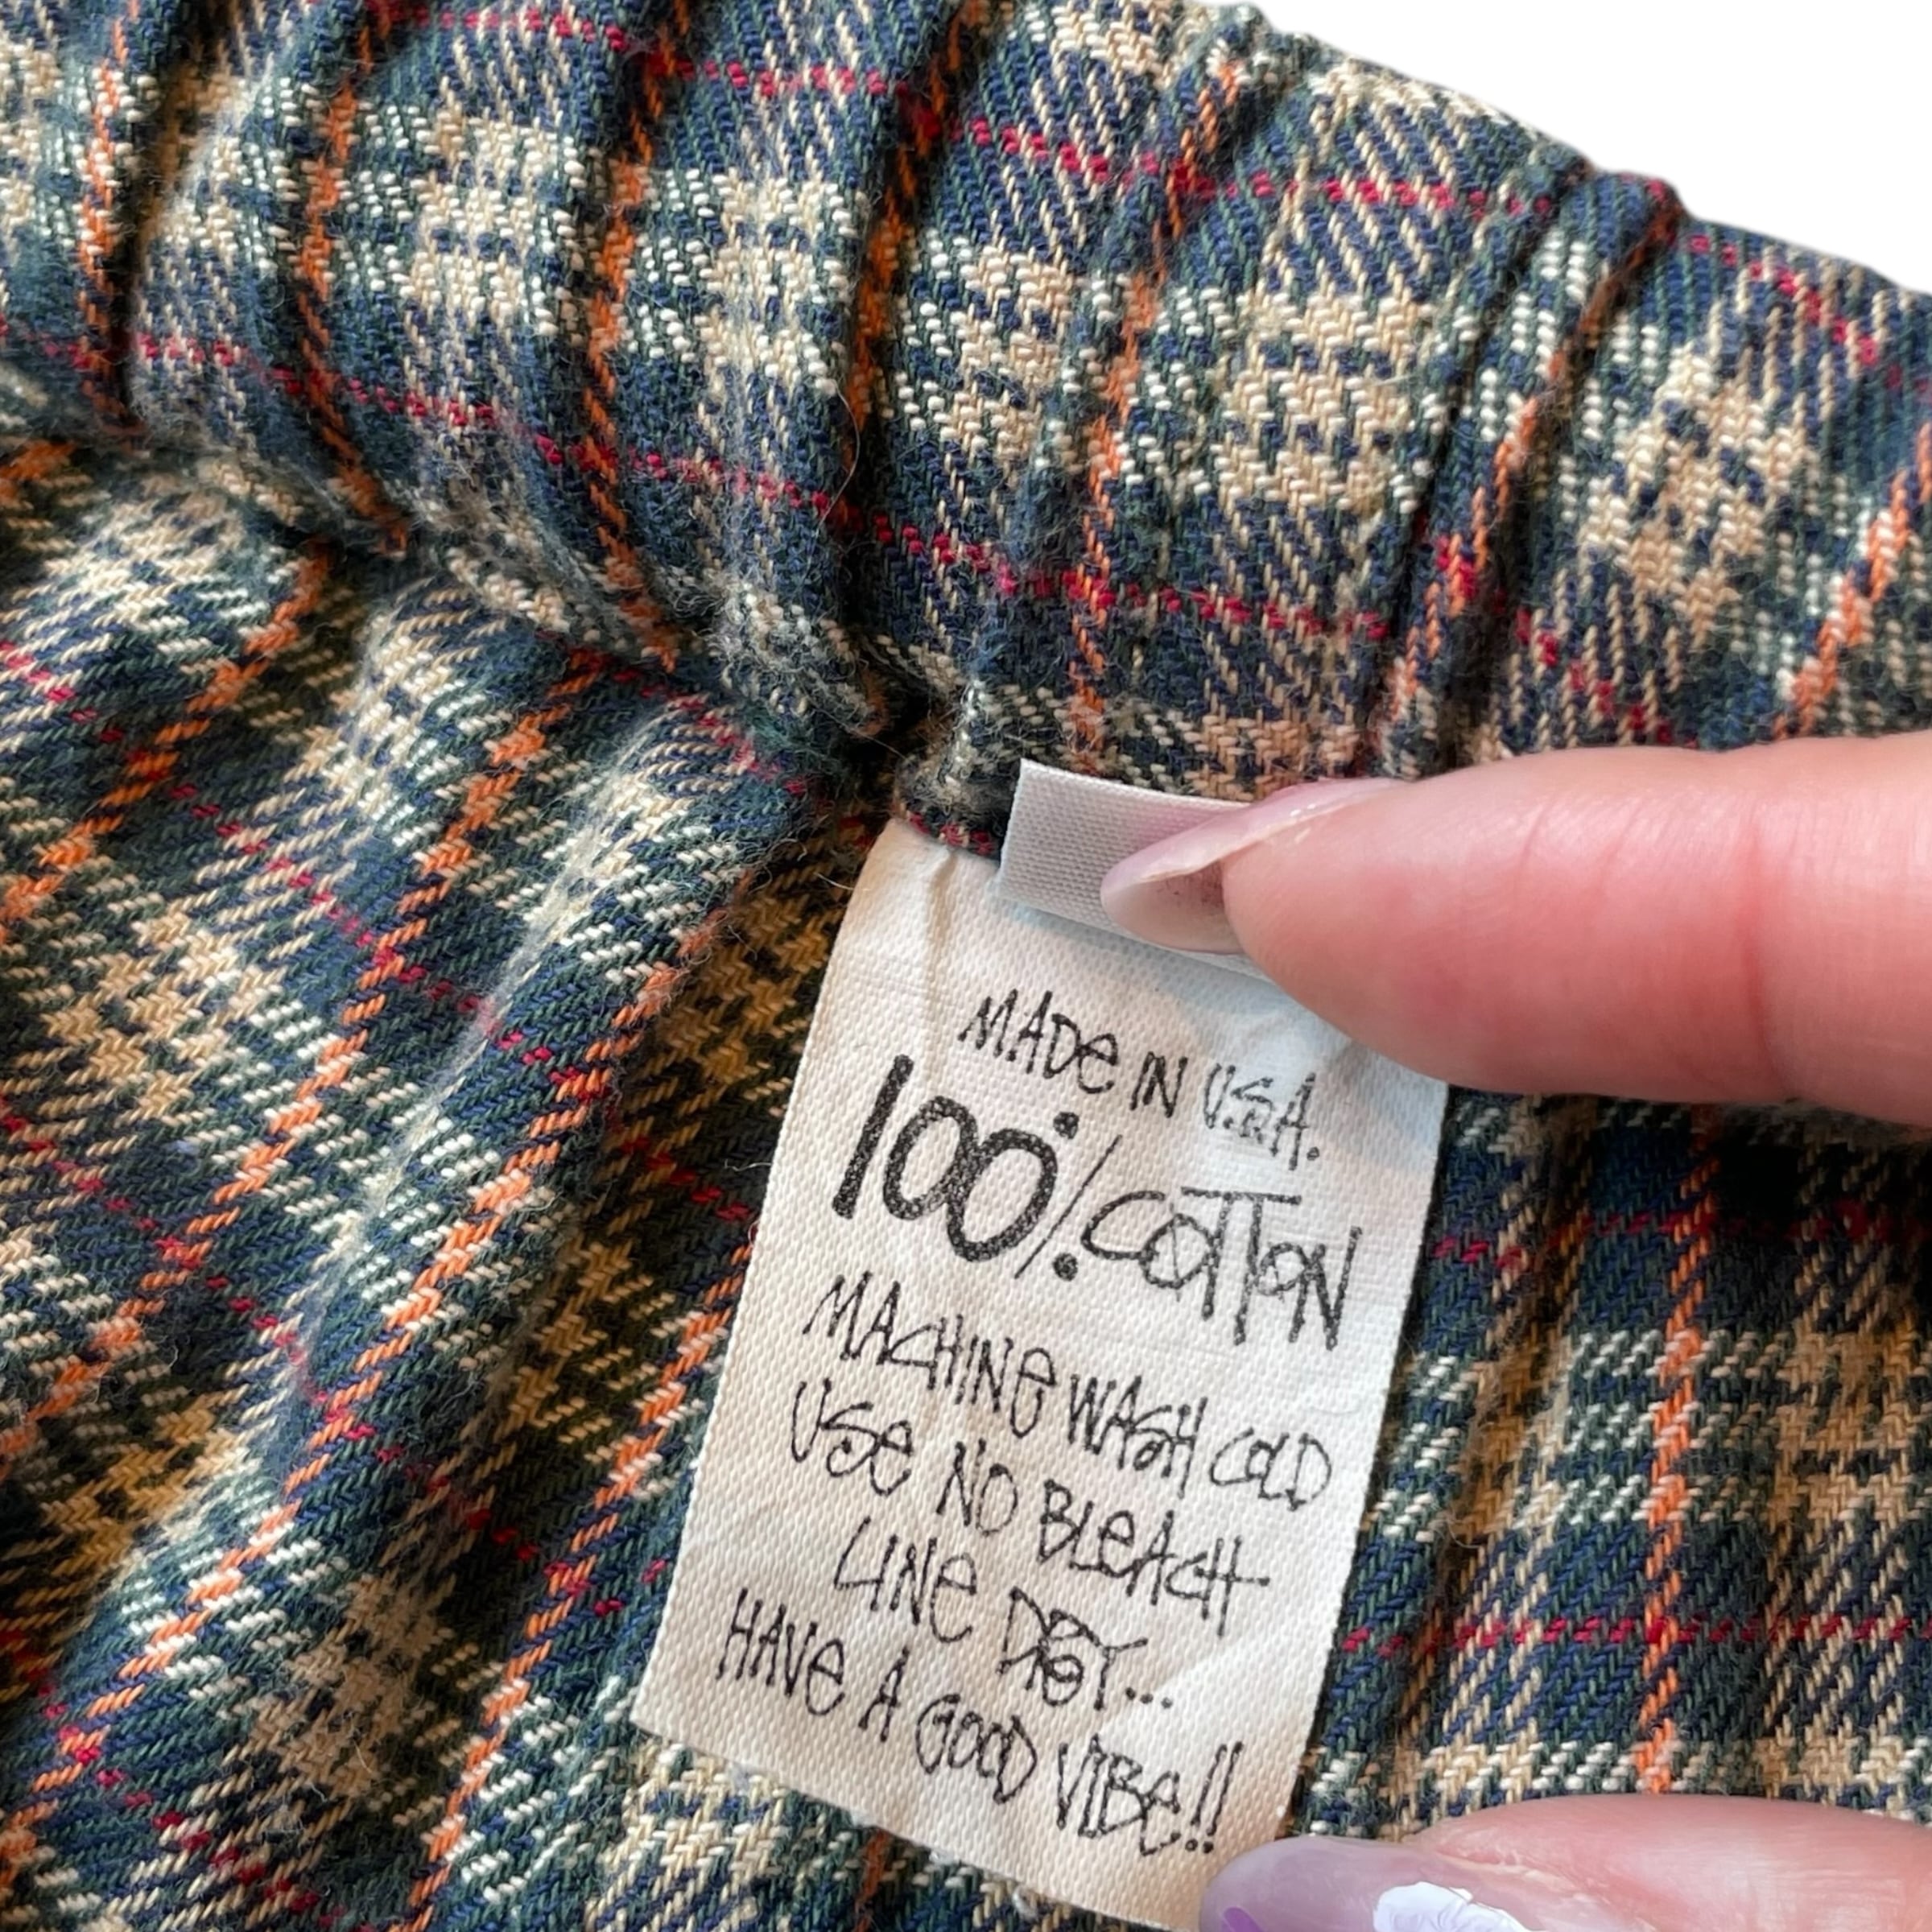 MADE IN U.S.A.
100% COTTON
MACHINE WASH COLD
USE NO BLEACH
LINE DRY...
HAVE A GOOD VIBE!!